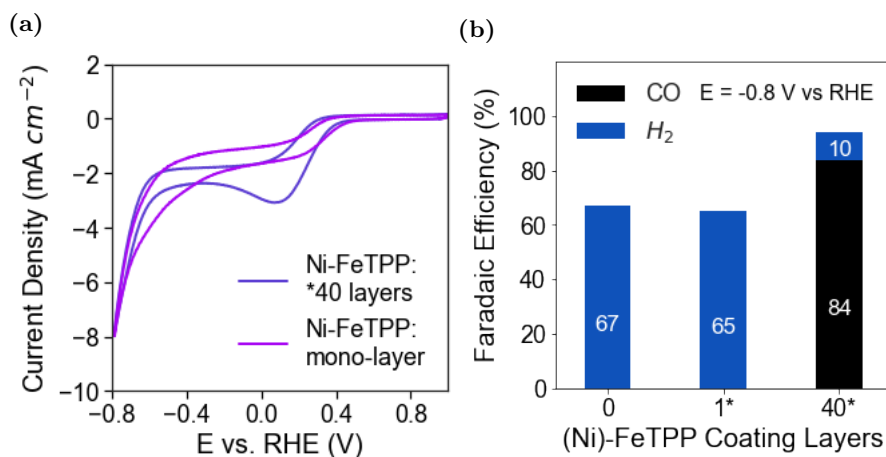 (a)
2
0
−2
−4
−6
−8
−10
Current Density (mA cm⁻²)
Ni-FeTPP:
*40 layers
Ni-FeTPP:
mono-layer
−0.8
−0.4
0.0
0.4
0.8
E vs. RHE (V)
(b)
CO E = -0.8 V vs RHE
H₂
100
80
60
40
20
0
Faradaic Efficiency (%)
67
65
10
84
0
1*
40*
(Ni)-FeTPP Coating Layers